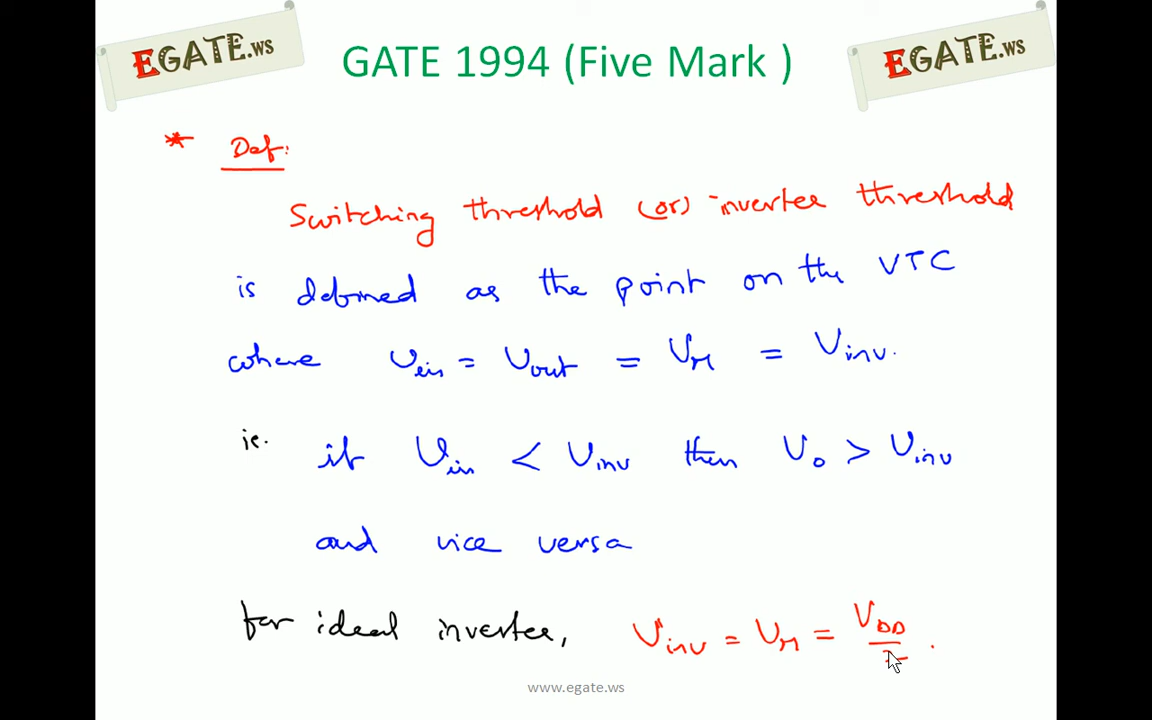 EGATE.ws
GATE 1994 (Five Mark )
EGATE.ws
* Def:
Switching threshold (or) inverter threshold
is defined as the point on the VTC
where Vin = Vout = VM = Vinv.
ie. if Vin < Vinv then Vo > Vinv
and vice versa
for ideal inverter, Vinv = VM = VDD/2 .
www.egate.ws